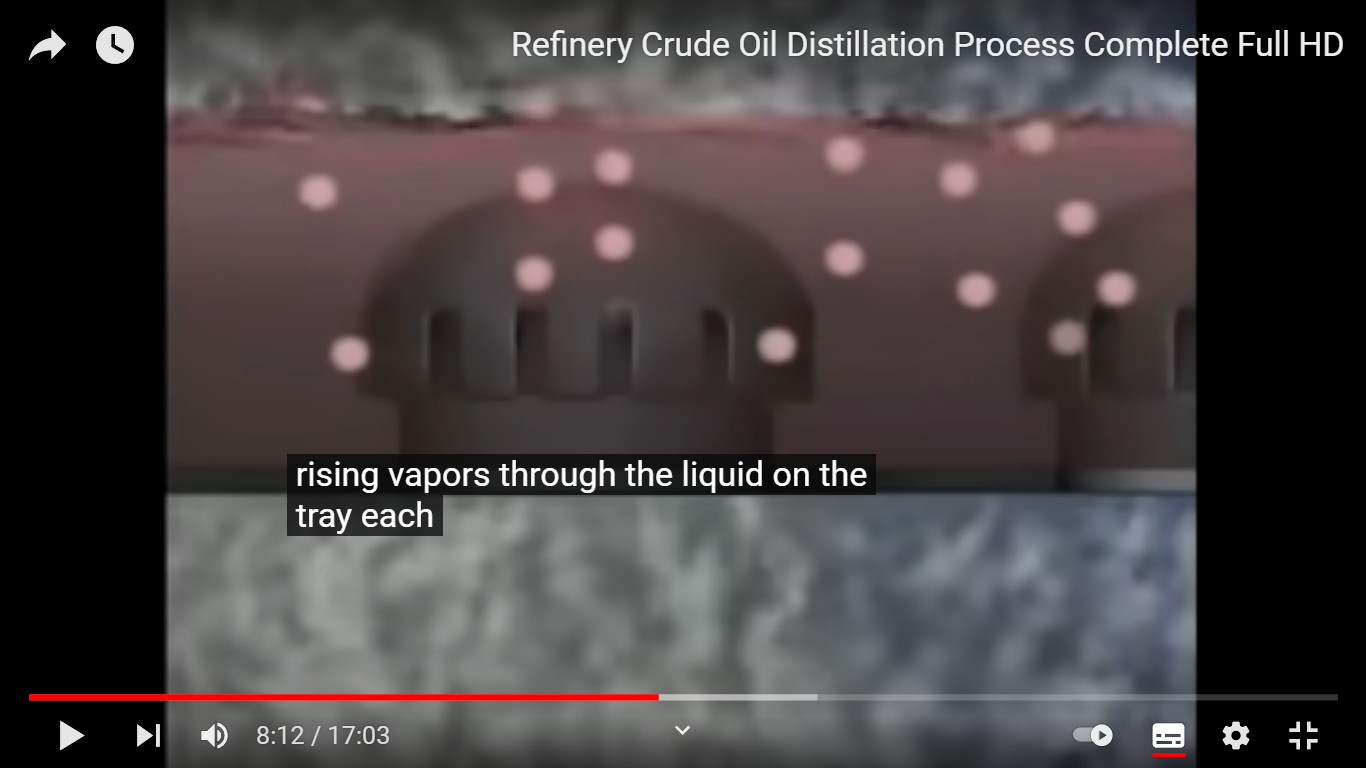 Refinery Crude Oil Distillation Process Complete Full HD
rising vapors through the liquid on the
tray each
8:12 / 17:03